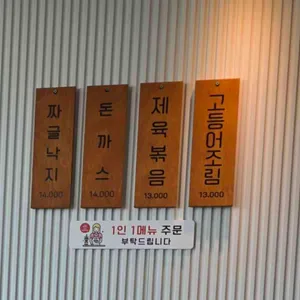 짜글낙지
14,000
돈까스
14,000
제육볶음
13,000
고등어조림
13,000
1인 1메뉴 주문
부탁드립니다